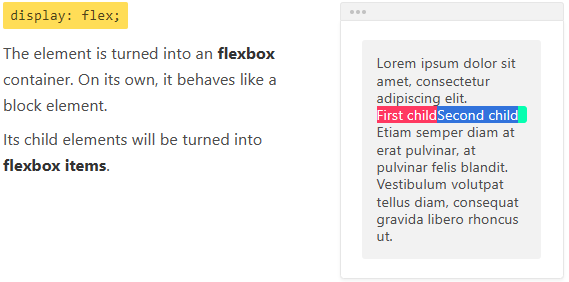 display: flex;
The element is turned into an flexbox
container. On its own, it behaves like a
block element.
Its child elements will be turned into
flexbox items.
Lorem ipsum dolor sit
amet, consectetur
adipiscing elit.
First childSecond child
Etiam semper diam at
erat pulvinar, at
pulvinar felis blandit.
Vestibulum volutpat
tellus diam, consequat
gravida libero rhoncus
ut.